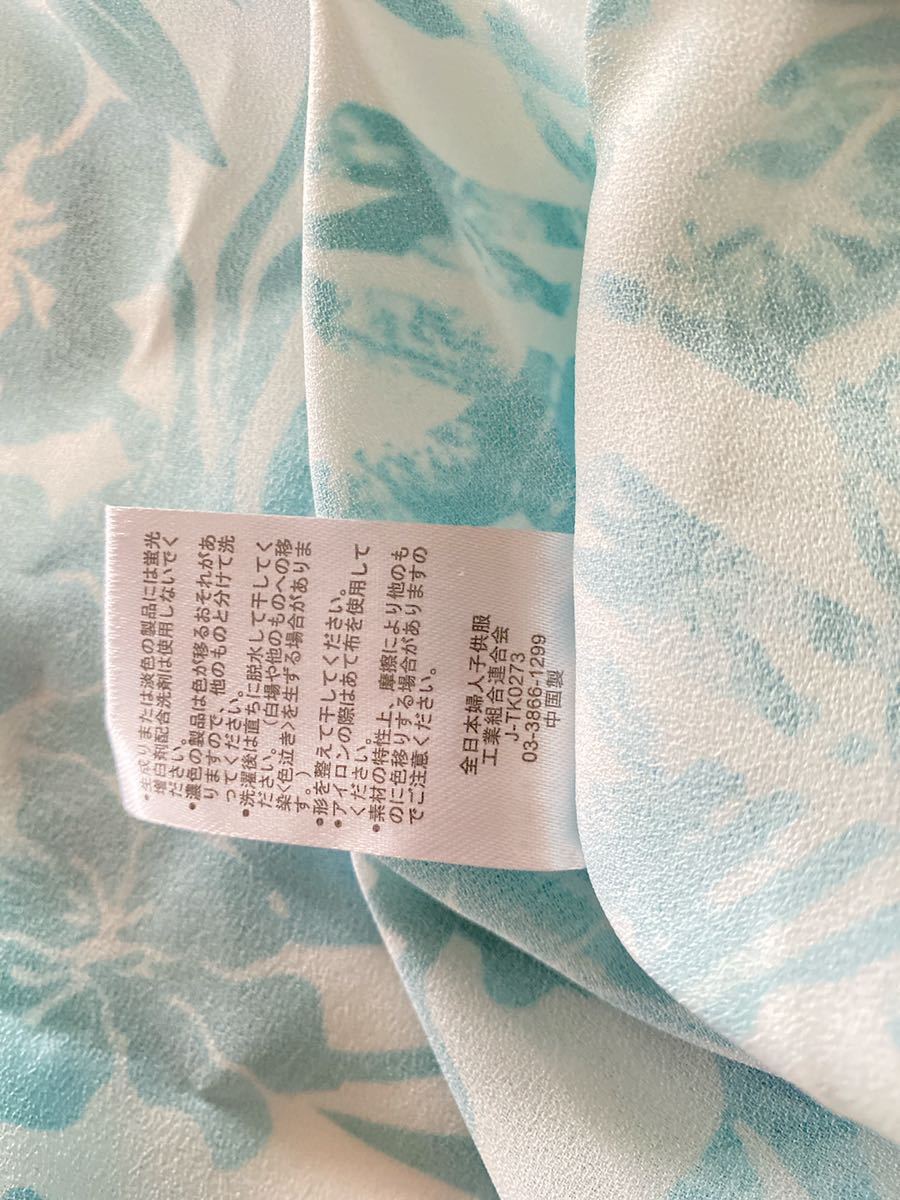 •生成りまたは淡色の製品には蛍光
増白剤配合洗剤は使用しないでく
ださい。
•濃色の製品は色が移るおそれがあ
りますので、他のものと分けて洗
ってください。
•洗濯後は直ちに脱水して干してく
ださい。(白場や他のものへの移
染<色泣き>を生ずる場合がありま
す。)
•形を整えて干してください。
•アイロンの際はあて布を使用して
ください。
•素材の特性上、摩擦により他のも
のに色移りする場合がありますの
でご注意ください。
全日本婦人子供服
工業組合連合会
J-TK0273
03-3866-1299
中国製